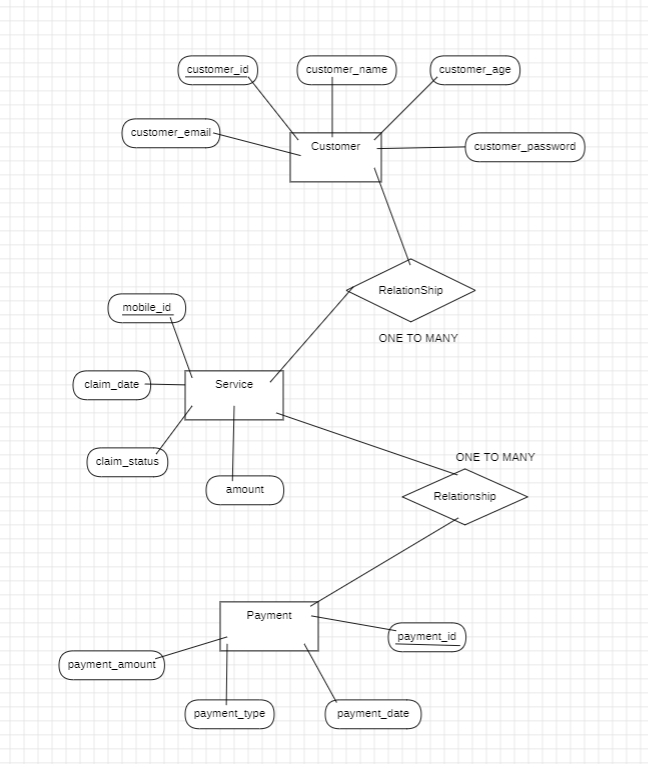 customer_id
customer_name
customer_age
customer_email
Customer
customer_password
RelationShip
mobile_id
ONE TO MANY
claim_date
Service
claim_status
ONE TO MANY
amount
Relationship
Payment
payment_id
payment_amount
payment_type
payment_date